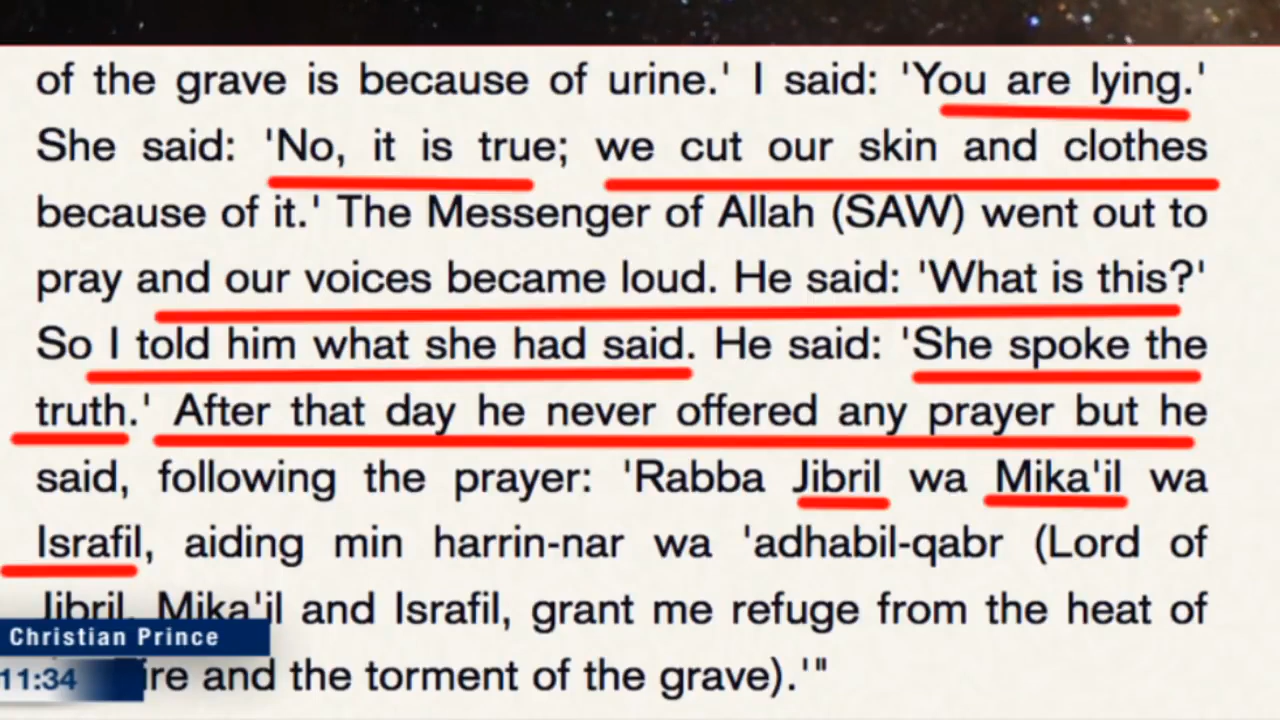 of the grave is because of urine.' I said: 'You are lying.'
She said: 'No, it is true; we cut our skin and clothes
because of it.' The Messenger of Allah (SAW) went out to
pray and our voices became loud. He said: 'What is this?'
So I told him what she had said. He said: 'She spoke the
truth.' After that day he never offered any prayer but he
said, following the prayer: 'Rabba Jibril wa Mika'il wa
Israfil, aiding min harrin-nar wa 'adhabil-qabr (Lord of
Jibril, Mika'il and Israfil, grant me refuge from the heat of
and the torment of the grave).'"
Christian Prince
11:34